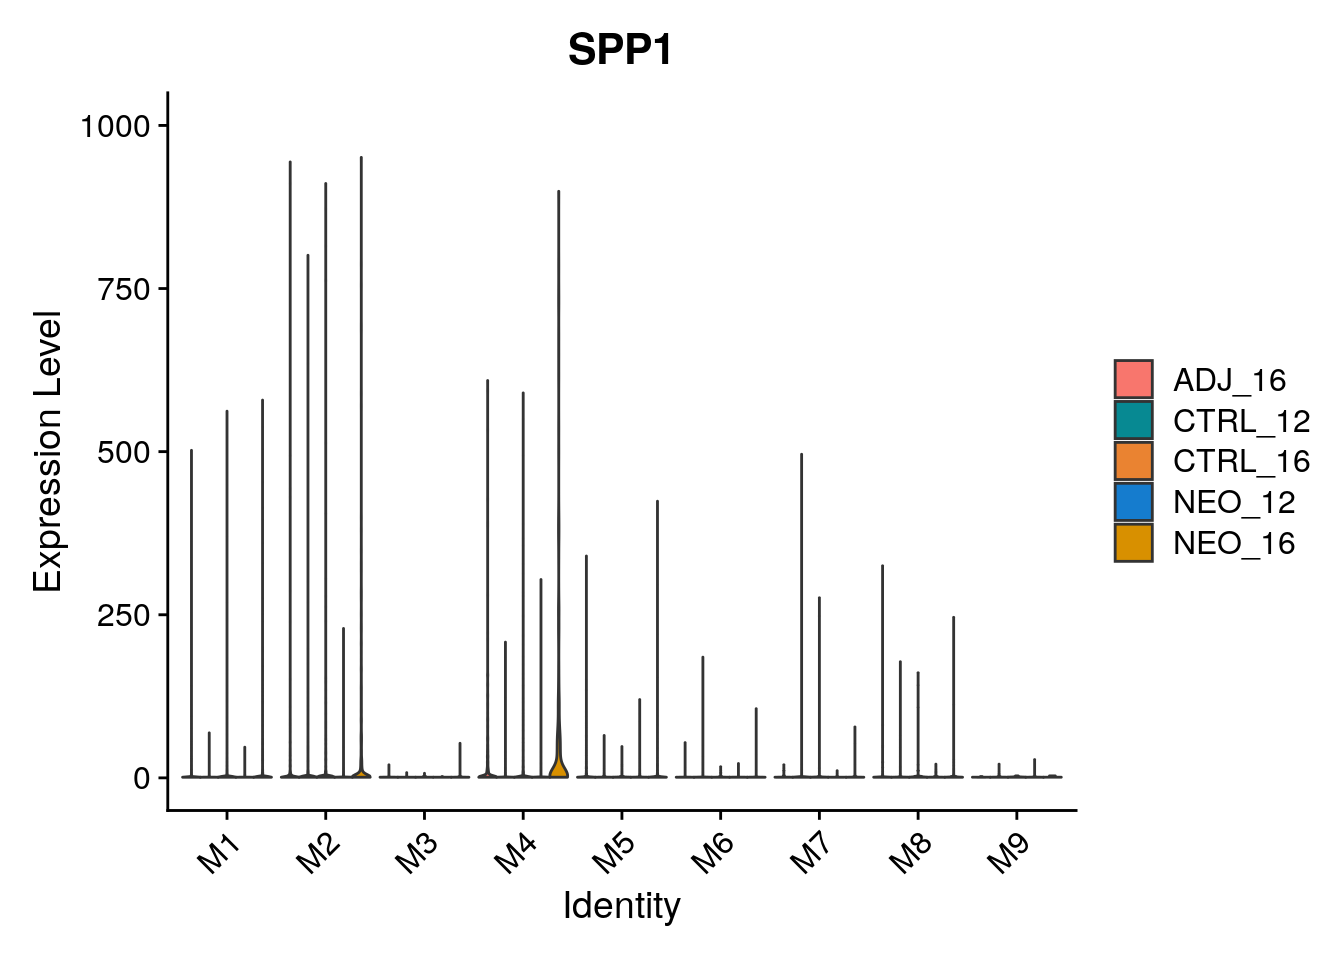 SPP1
1000
750
500
250
0
Expression Level
M1 M2 M3 M4 M5 M6 M7 M8 M9
Identity
ADJ_16
CTRL_12
CTRL_16
NEO_12
NEO_16